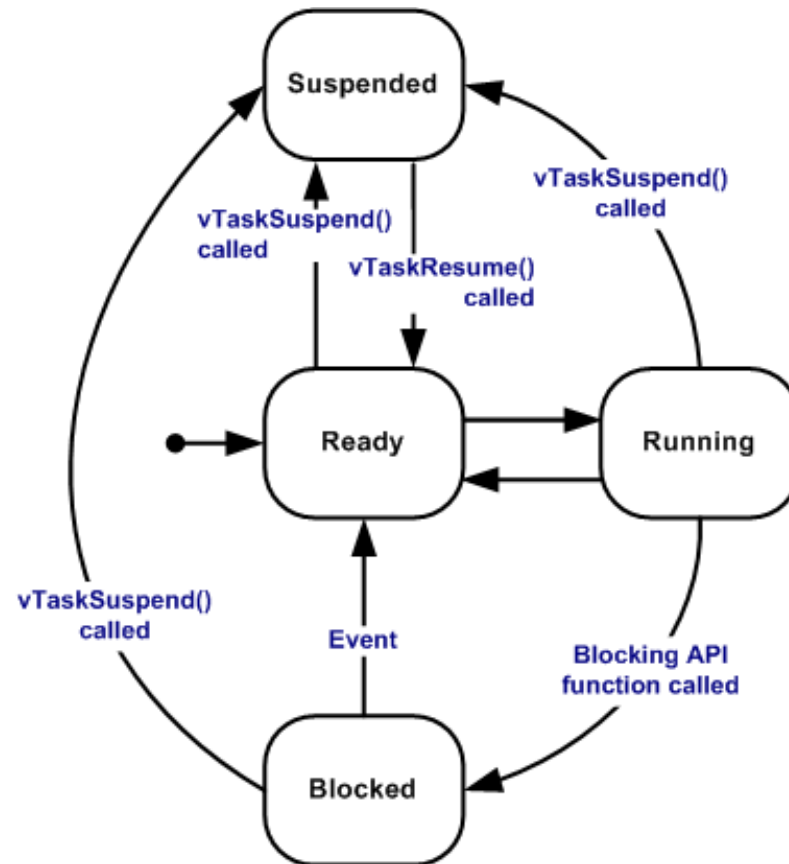 Suspended
vTaskSuspend()
called
vTaskSuspend()
called
vTaskResume()
called
Ready
Running
vTaskSuspend()
called
Event
Blocking API
function called
Blocked